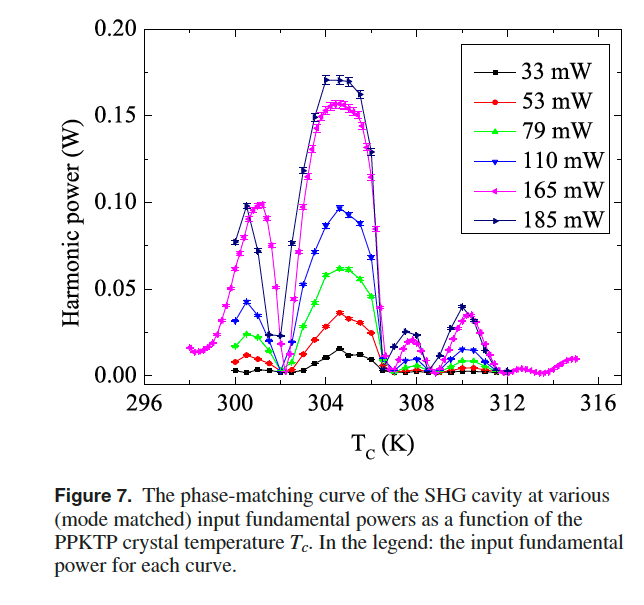 0.20
0.15
0.10
0.05
0.00
Harmonic power (W)
33 mW
53 mW
79 mW
110 mW
165 mW
185 mW
296 300 304 308 312 316
T_C (K)
Figure 7. The phase-matching curve of the SHG cavity at various
(mode matched) input fundamental powers as a function of the
PPKTP crystal temperature T_c. In the legend: the input fundamental
power for each curve.